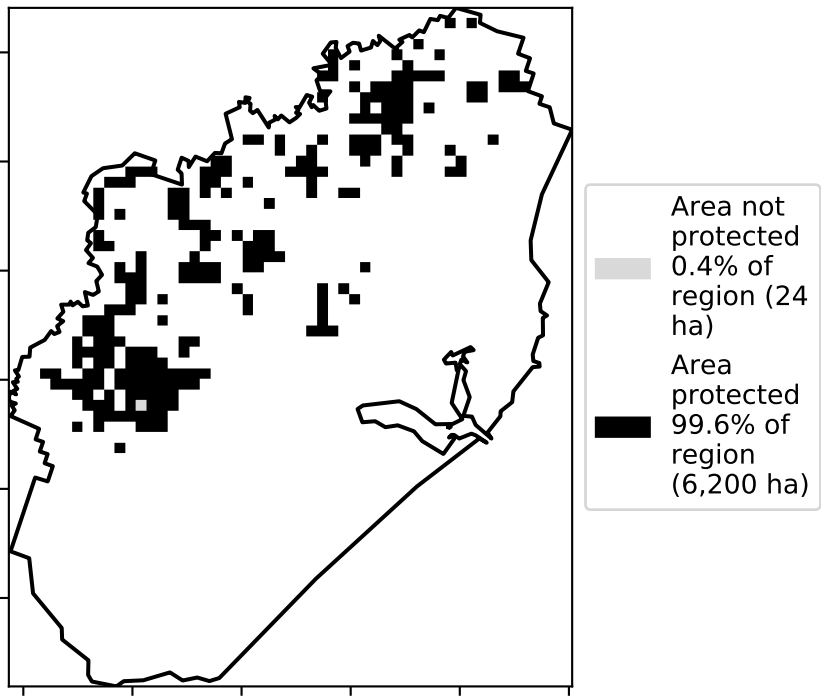 Area not
protected
0.4% of
region (24
ha)
Area
protected
99.6% of
region
(6,200 ha)